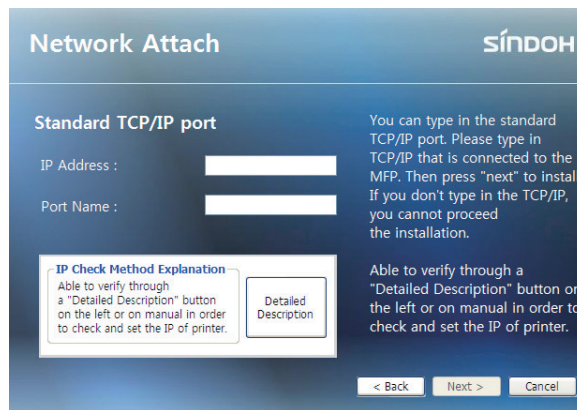 Network Attach
SÍNDOH
Standard TCP/IP port
IP Address :
Port Name :
IP Check Method Explanation
Able to verify through
a "Detailed Description" button
on the left or on manual in order
to check and set the IP of printer.
Detailed
Description
You can type in the standard
TCP/IP port. Please type in
TCP/IP that is connected to the
MFP. Then press "next" to install
If you don't type in the TCP/IP,
you cannot proceed
the installation.
Able to verify through a
"Detailed Description" button on
the left or on manual in order to
check and set the IP of printer.
< Back
Next >
Cancel